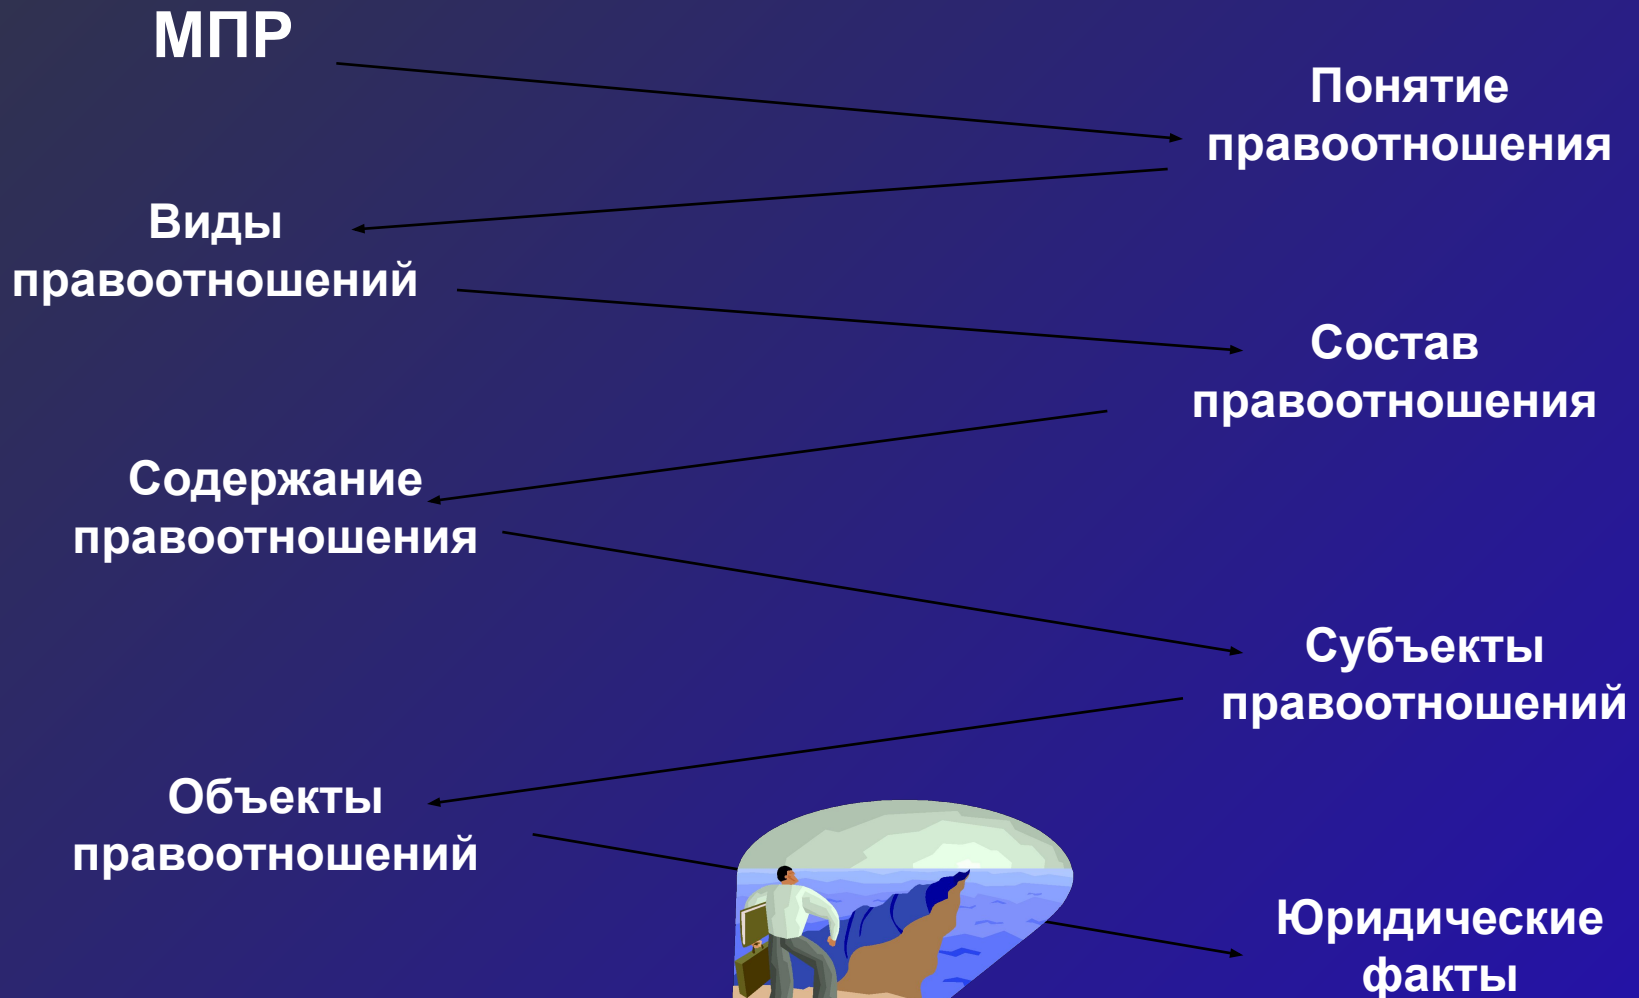 МПР
Понятие
правоотношения
Виды
правоотношений
Состав
правоотношения
Содержание
правоотношения
Субъекты
правоотношений
Объекты
правоотношений
Юридические
факты